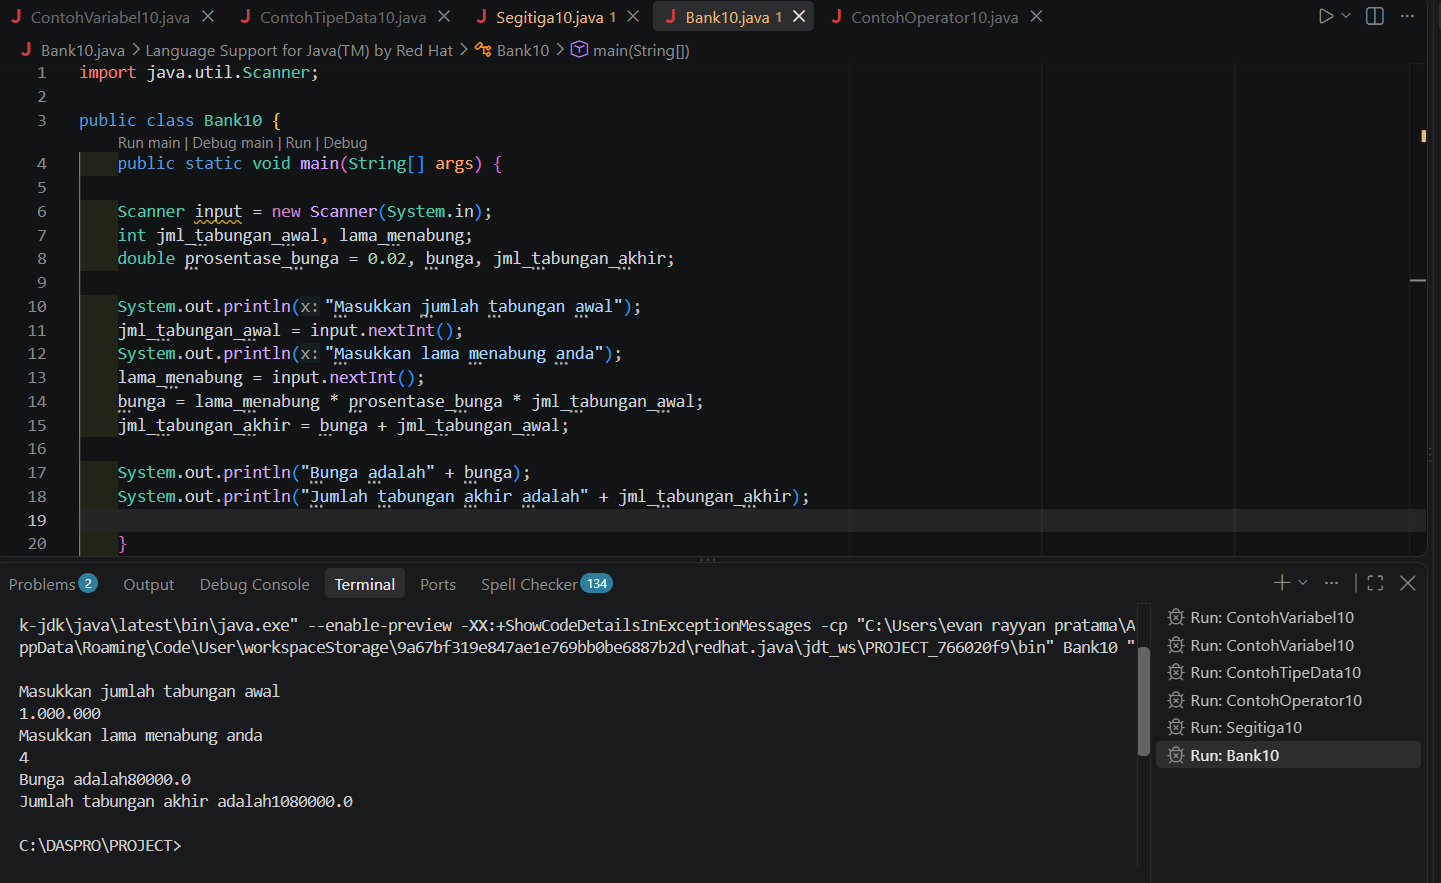 ContohVariabel10.java ContohTipeData10.java Segitiga10.java 1 Bank10.java 1 ContohOperator10.java
Bank10.java > Language Support for Java(TM) by Red Hat > Bank10 > main(String[])
1 import java.util.Scanner;
2
3 public class Bank10 {
Run main | Debug main | Run | Debug
4 public static void main(String[] args) {
5
6 Scanner input = new Scanner(System.in);
7 int jml_tabungan_awal, lama_menabung;
8 double prosentase_bunga = 0.02, bunga, jml_tabungan_akhir;
9
10 System.out.println(x: "Masukkan jumlah tabungan awal");
11 jml_tabungan_awal = input.nextInt();
12 System.out.println(x: "Masukkan lama menabung anda");
13 lama_menabung = input.nextInt();
14 bunga = lama_menabung * prosentase_bunga * jml_tabungan_awal;
15 jml_tabungan_akhir = bunga + jml_tabungan_awal;
16
17 System.out.println("Bunga adalah" + bunga);
18 System.out.println("Jumlah tabungan akhir adalah" + jml_tabungan_akhir);
19
20 }
Problems 2 Output Debug Console Terminal Ports Spell Checker 134
k-jdk\java\latest\bin\java.exe" --enable-preview -XX:+ShowCodeDetailsInExceptionMessages -cp "C:\Users\evan rayyan pratama\A
ppData\Roaming\Code\User\workspaceStorage\9a67bf319e847ae1e769bb0be6887b2d\redhat.java\jdt_ws\PROJECT_766020f9\bin" Bank10 "
Masukkan jumlah tabungan awal
1.000.000
Masukkan lama menabung anda
4
Bunga adalah80000.0
Jumlah tabungan akhir adalah1080000.0
C:\DASPRO\PROJECT>
Run: ContohVariabel10
Run: ContohVariabel10
Run: ContohTipeData10
Run: ContohOperator10
Run: Segitiga10
Run: Bank10